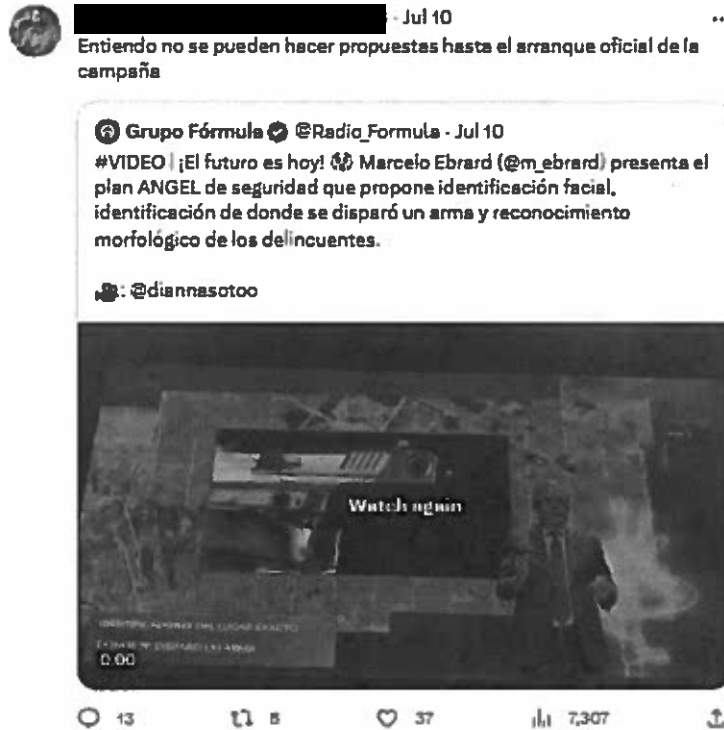 · Jul 10
Entiendo no se pueden hacer propuestas hasta el arranque oficial de la
campaña
Grupo Fórmula @Radio_Formula · Jul 10
#VIDEO | ¡El futuro es hoy! Marcelo Ebrard (@m_ebrard) presenta el
plan ANGEL de seguridad que propone identificación facial,
identificación de donde se disparó un arma y reconocimiento
morfológico de los delincuentes.
: @diannasotoo
Watch again
0:00
13 5 37 7,307